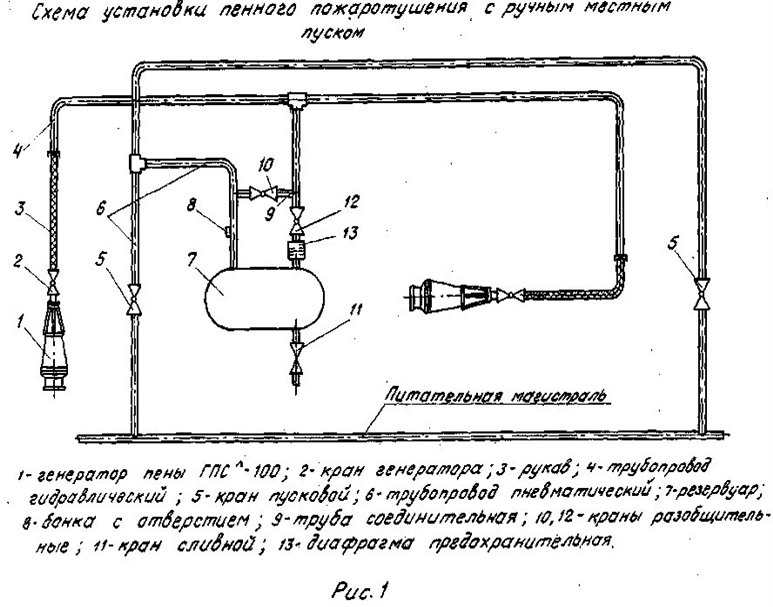 Схема установки пенного пожаротушения с ручным местным
пуском
4
3
2
1
6
5
10
9
8
12
13
7
11
5
Питательная магистраль
1- генератор пены ГПС^-100; 2- кран генератора; 3- рукав; 4- трубопровод
гидравлический; 5- кран пусковой; 6- трубопровод пневматический; 7-резервуар;
8- бонка с отверстием; 9- труба соединительная; 10,12- краны разобщитель-
ные; 11- кран сливной; 13- диафрагма предохранительная.
Рис. 1